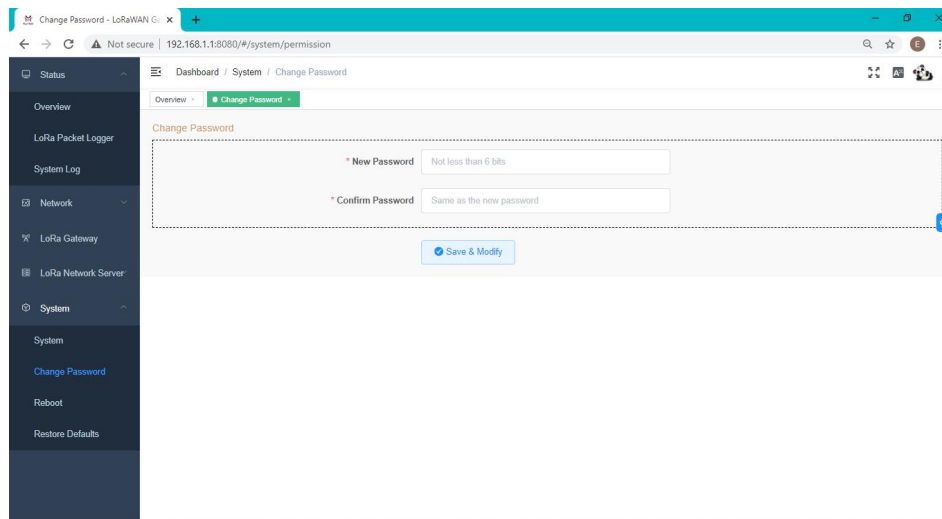 Change Password - LoRaWAN Ga
Not secure | 192.168.1.1:8080/#/system/permission
E
Status
Dashboard / System / Change Password
Overview
Change Password
Overview
LoRa Packet Logger
System Log
Network
LoRa Gateway
LoRa Network Server
System
System
Change Password
Reboot
Restore Defaults
Change Password
* New Password
Not less than 6 bits
* Confirm Password
Same as the new password
Save & Modify